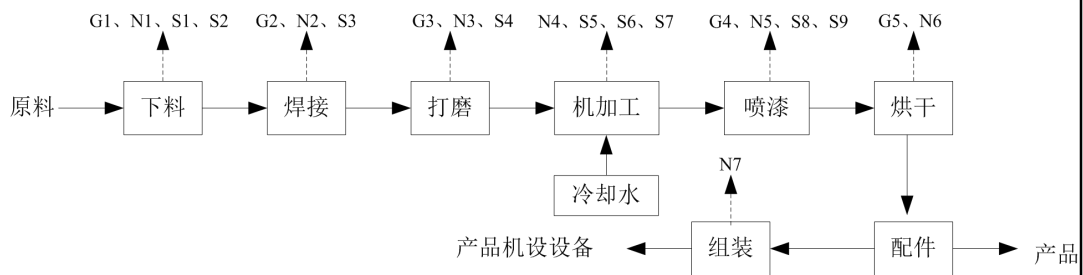 G1、N1、S1、S2
G2、N2、S3
G3、N3、S4
N4、S5、S6、S7
G4、N5、S8、S9
G5、N6
原料
下料
焊接
打磨
机加工
喷漆
烘干
冷却水
N7
产品机设设备
组装
配件
产品